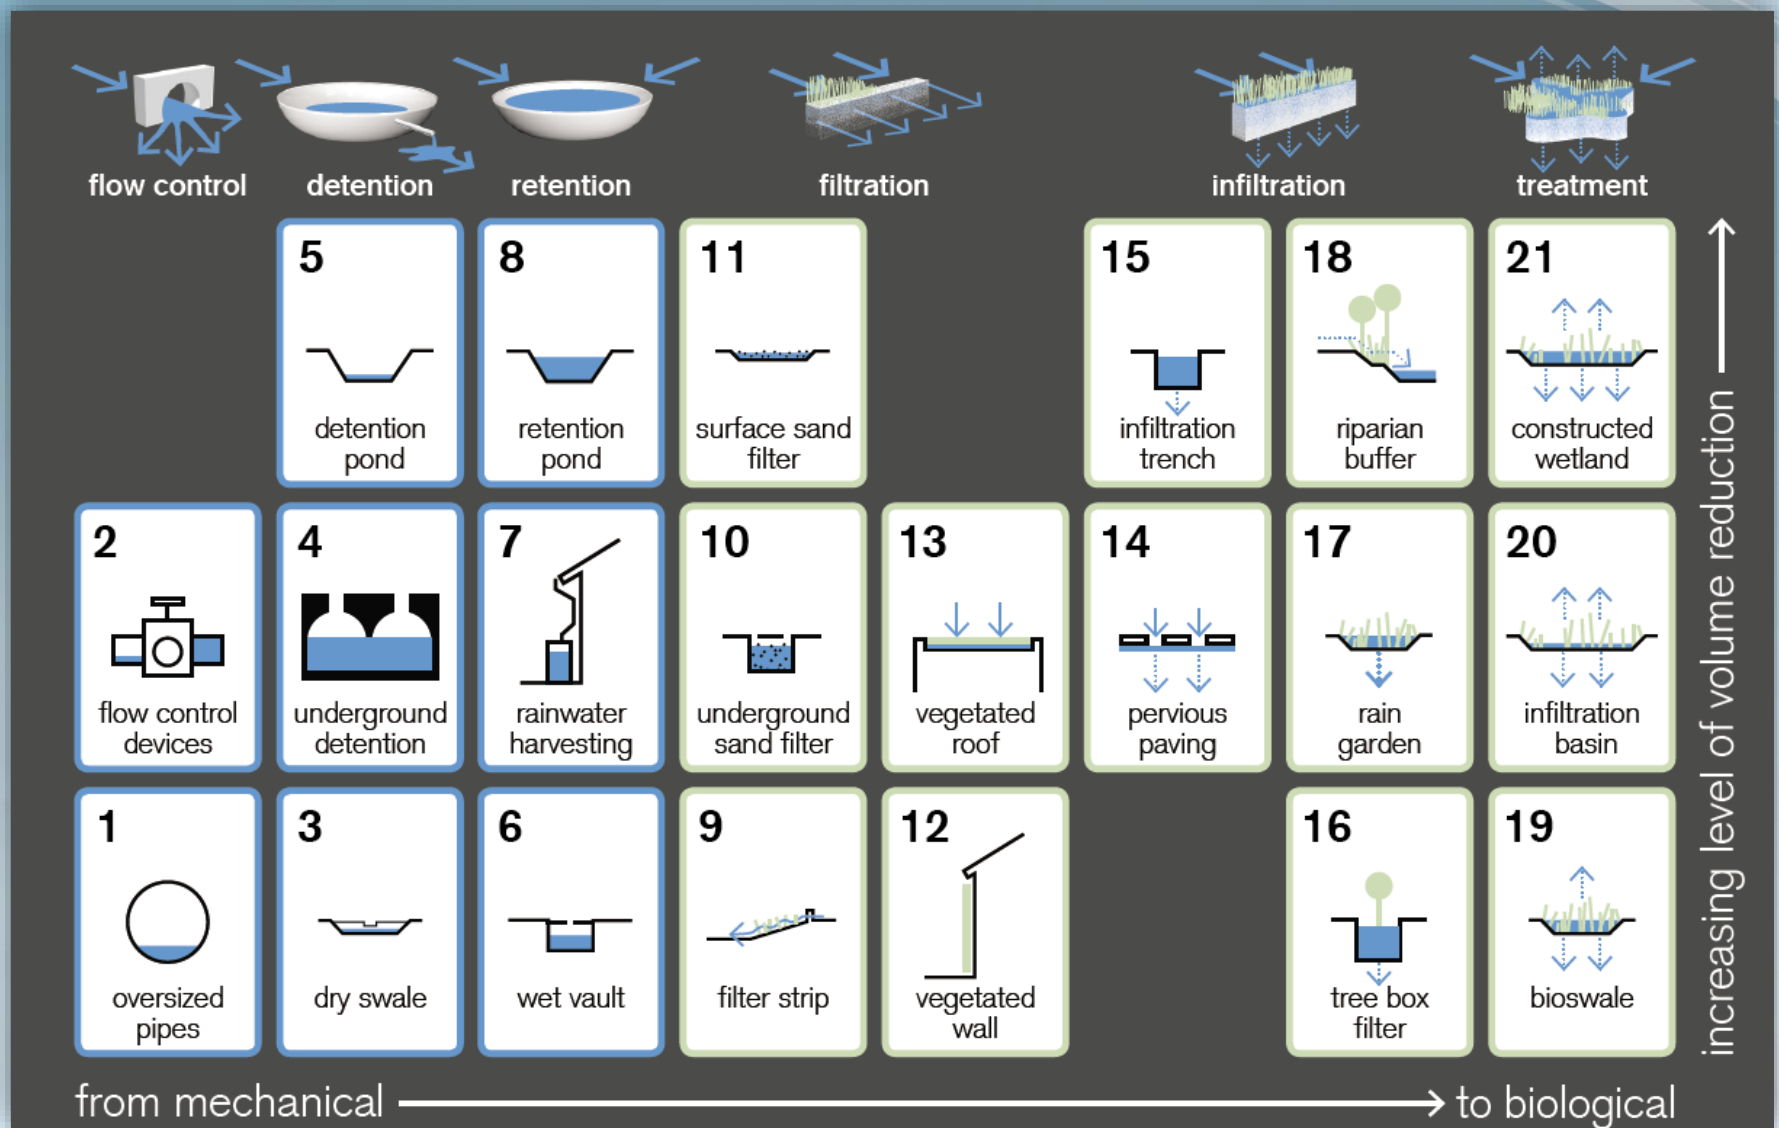 flow control
detention
retention
filtration
infiltration
treatment
5
detention
pond
8
retention
pond
11
surface sand
filter
15
infiltration
trench
18
riparian
buffer
21
constructed
wetland
2
flow control
devices
4
underground
detention
7
rainwater
harvesting
10
underground
sand filter
13
vegetated
roof
14
pervious
paving
17
rain
garden
20
infiltration
basin
1
oversized
pipes
3
dry swale
6
wet vault
9
filter strip
12
vegetated
wall
16
tree box
filter
19
bioswale
increasing level of volume reduction
from mechanical
to biological